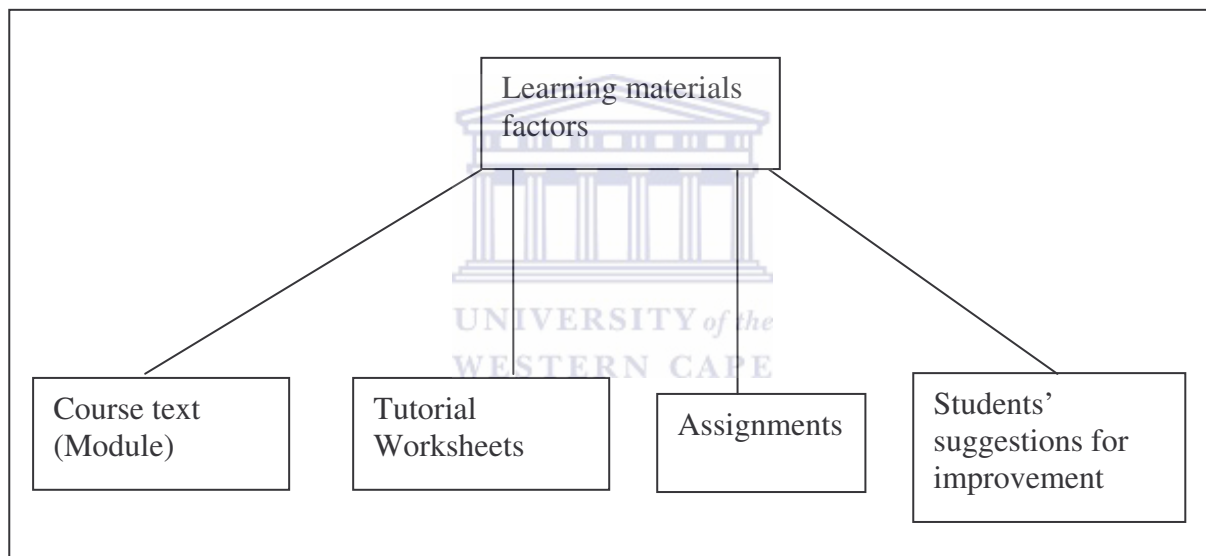 Learning materials
factors
UNIVERSITY of the
WESTERN CAPE
Course text
(Module)
Tutorial
Worksheets
Assignments
Students’
suggestions for
improvement